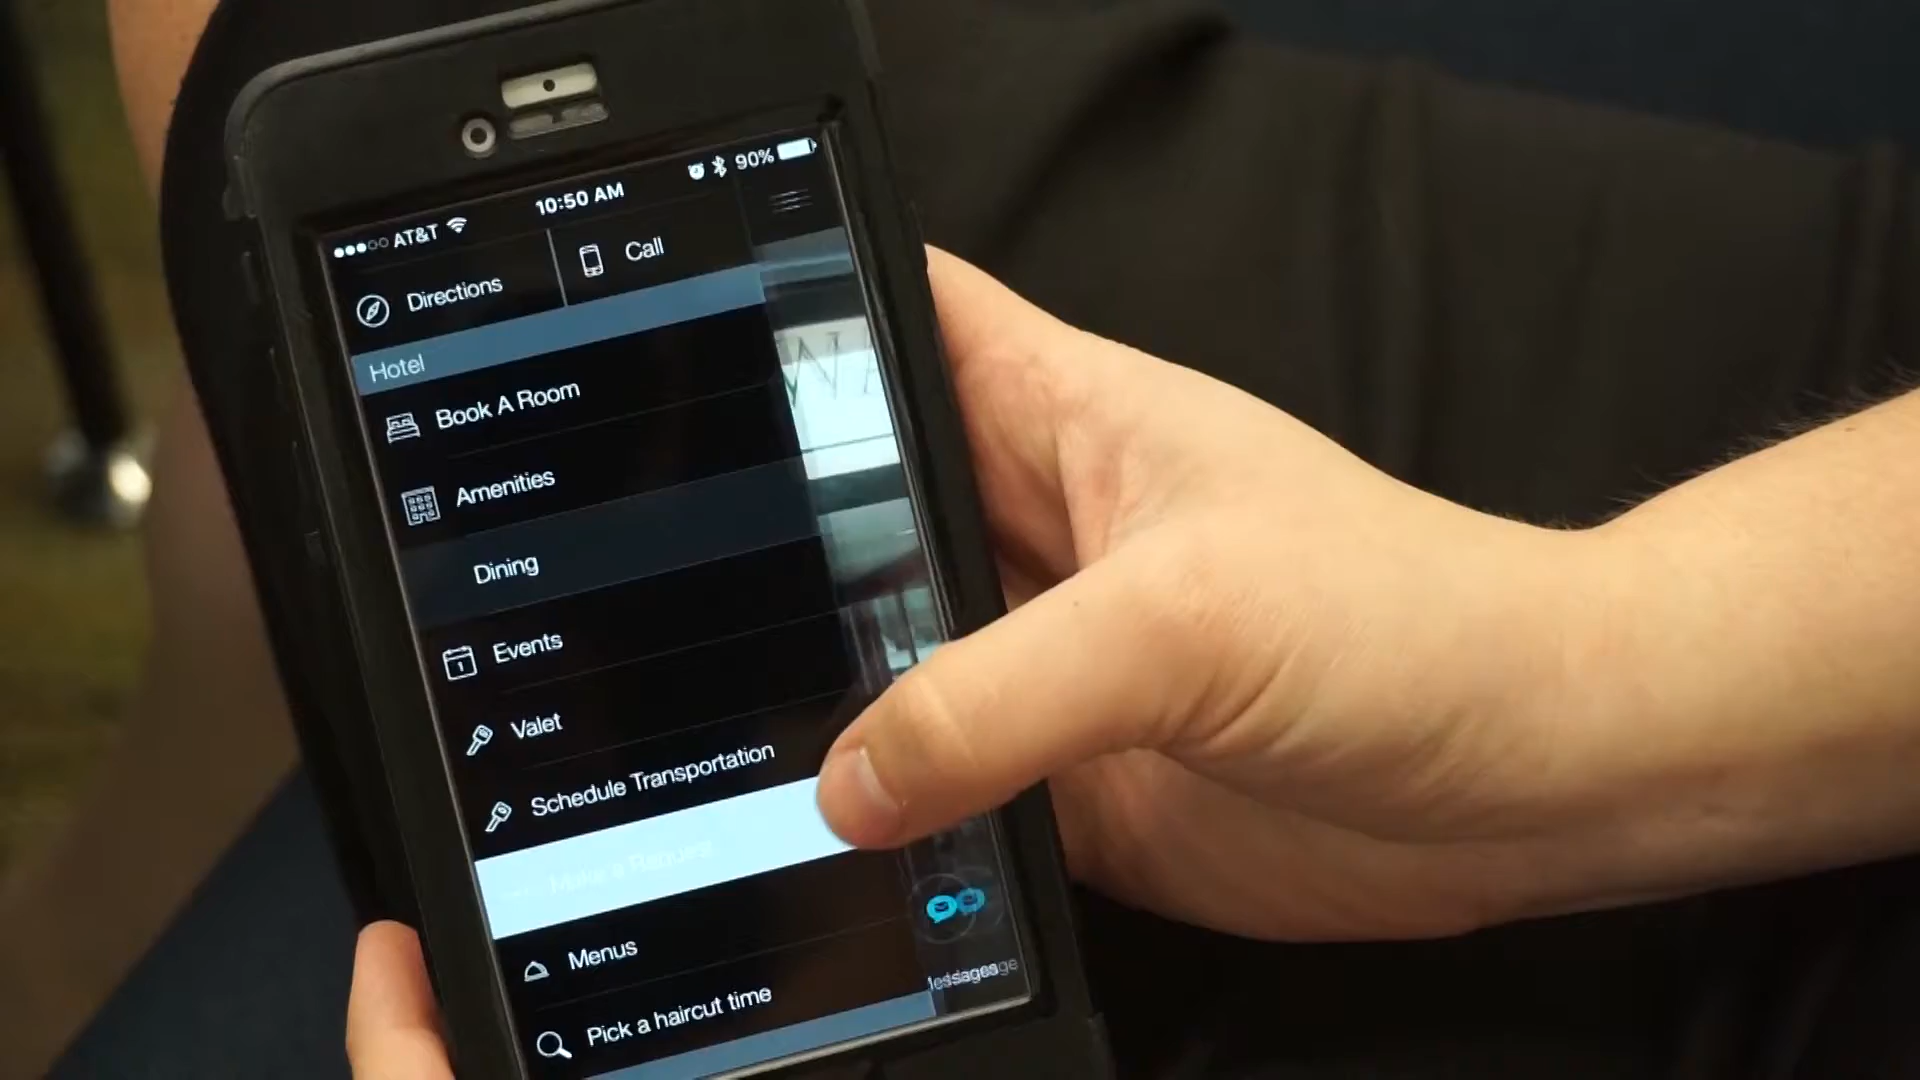 AT&T 10:50 AM 90%
Directions
Call
Hotel
Book A Room
Amenities
Dining
Events
1
Valet
Schedule Transportation
Make a Request
Menus
Pick a haircut time